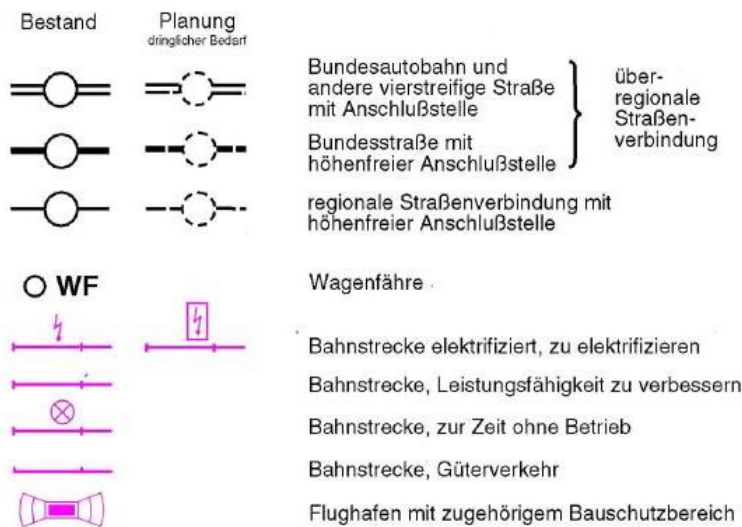 Bestand
Planung
dringlicher Bedarf
Bundesautobahn und
andere vierstreifige Straße
mit Anschlußstelle
Bundesstraße mit
höhenfreier Anschlußstelle
über-
regionale
Straßen-
verbindung
regionale Straßenverbindung mit
höhenfreier Anschlußstelle
WF
Wagenfähre
Bahnstrecke elektrifiziert, zu elektrifizieren
Bahnstrecke, Leistungsfähigkeit zu verbessern
Bahnstrecke, zur Zeit ohne Betrieb
Bahnstrecke, Güterverkehr
Flughafen mit zugehörigem Bauschutzbereich